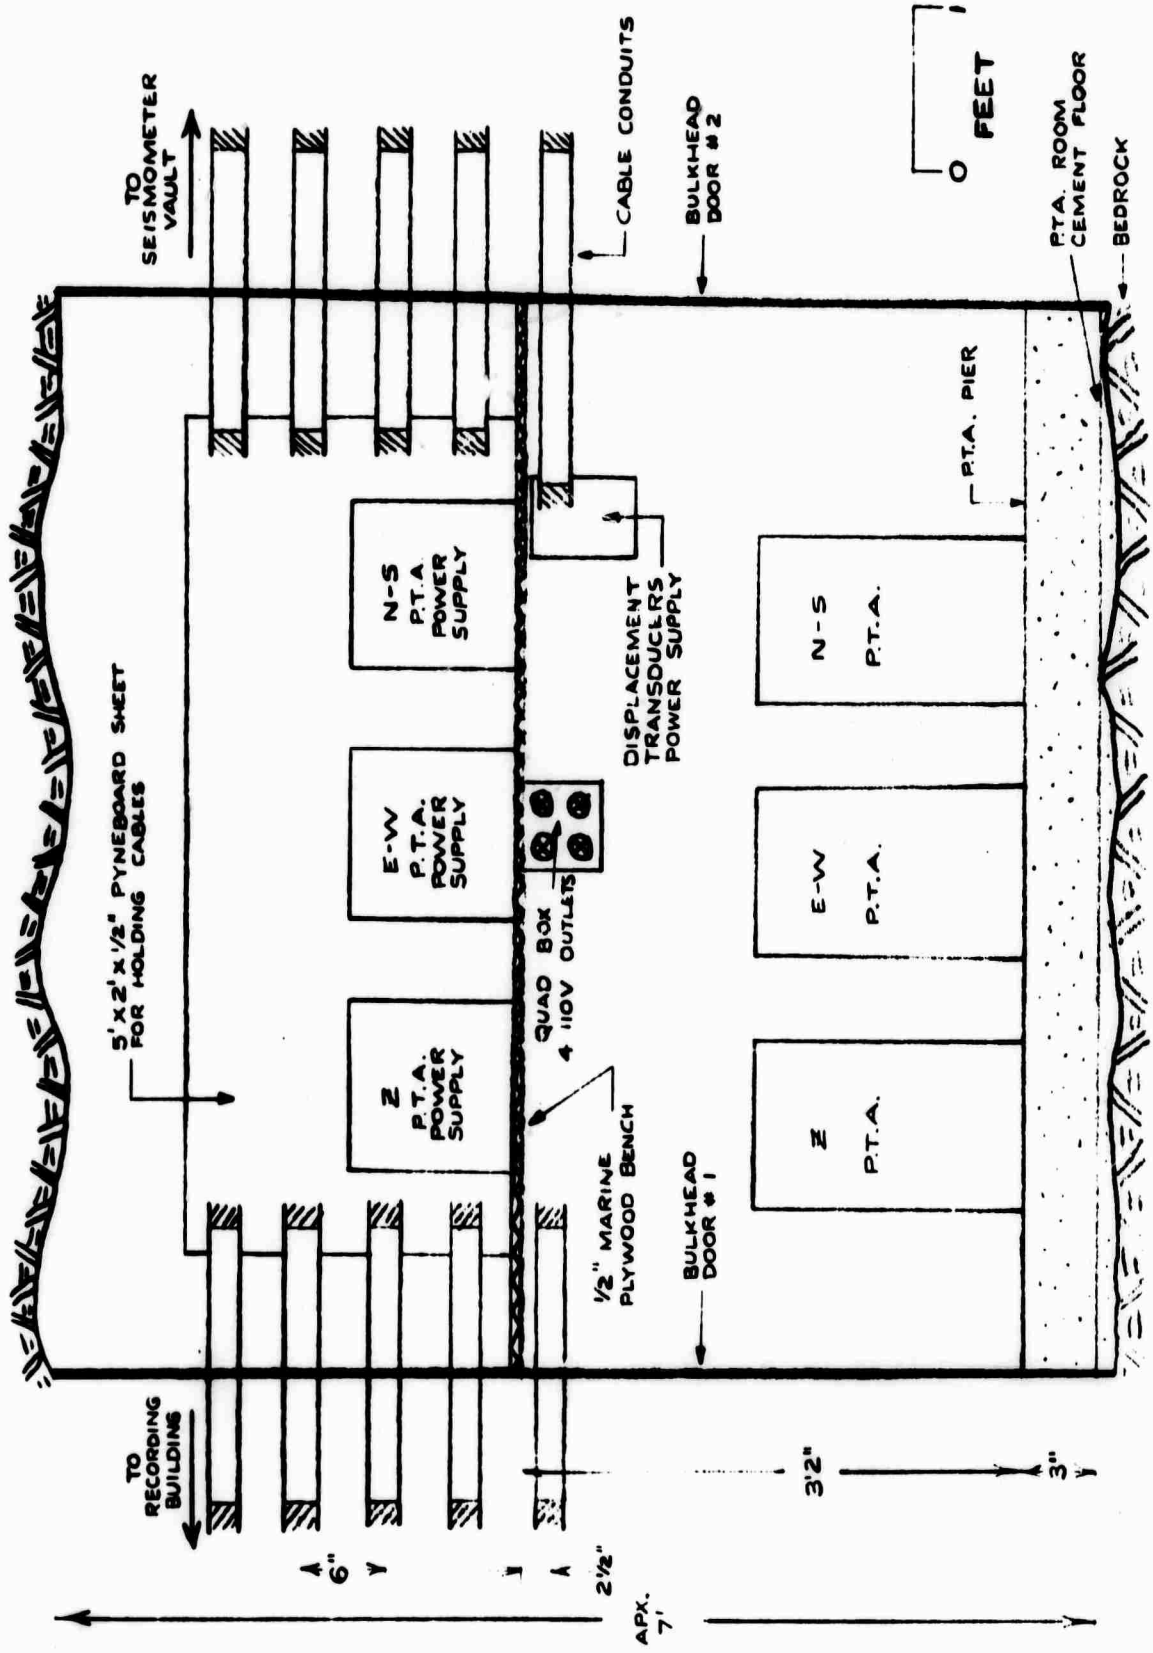 TO
RECORDING
BUILDING
TO
SEISMOMETER
VAULT
5' X 2' X 1/2" PYNEBOARD SHEET
FOR HOLDING CABLES
6"
2 1/2"
APX.
7'
3'2"
3"
Z
P.T.A.
POWER
SUPPLY
E-W
P.T.A.
POWER
SUPPLY
N-S
P.T.A.
POWER
SUPPLY
CABLE CONDUITS
QUAD BOX
4 110V OUTLETS
1/2" MARINE
PLYWOOD BENCH
DISPLACEMENT
TRANSDUCERS
POWER SUPPLY
BULKHEAD
DOOR #1
BULKHEAD
DOOR #2
Z
P.T.A.
E-W
P.T.A.
N-S
P.T.A.
P.T.A. PIER
P.T.A. ROOM
CEMENT FLOOR
BEDROCK
0 1
FEET